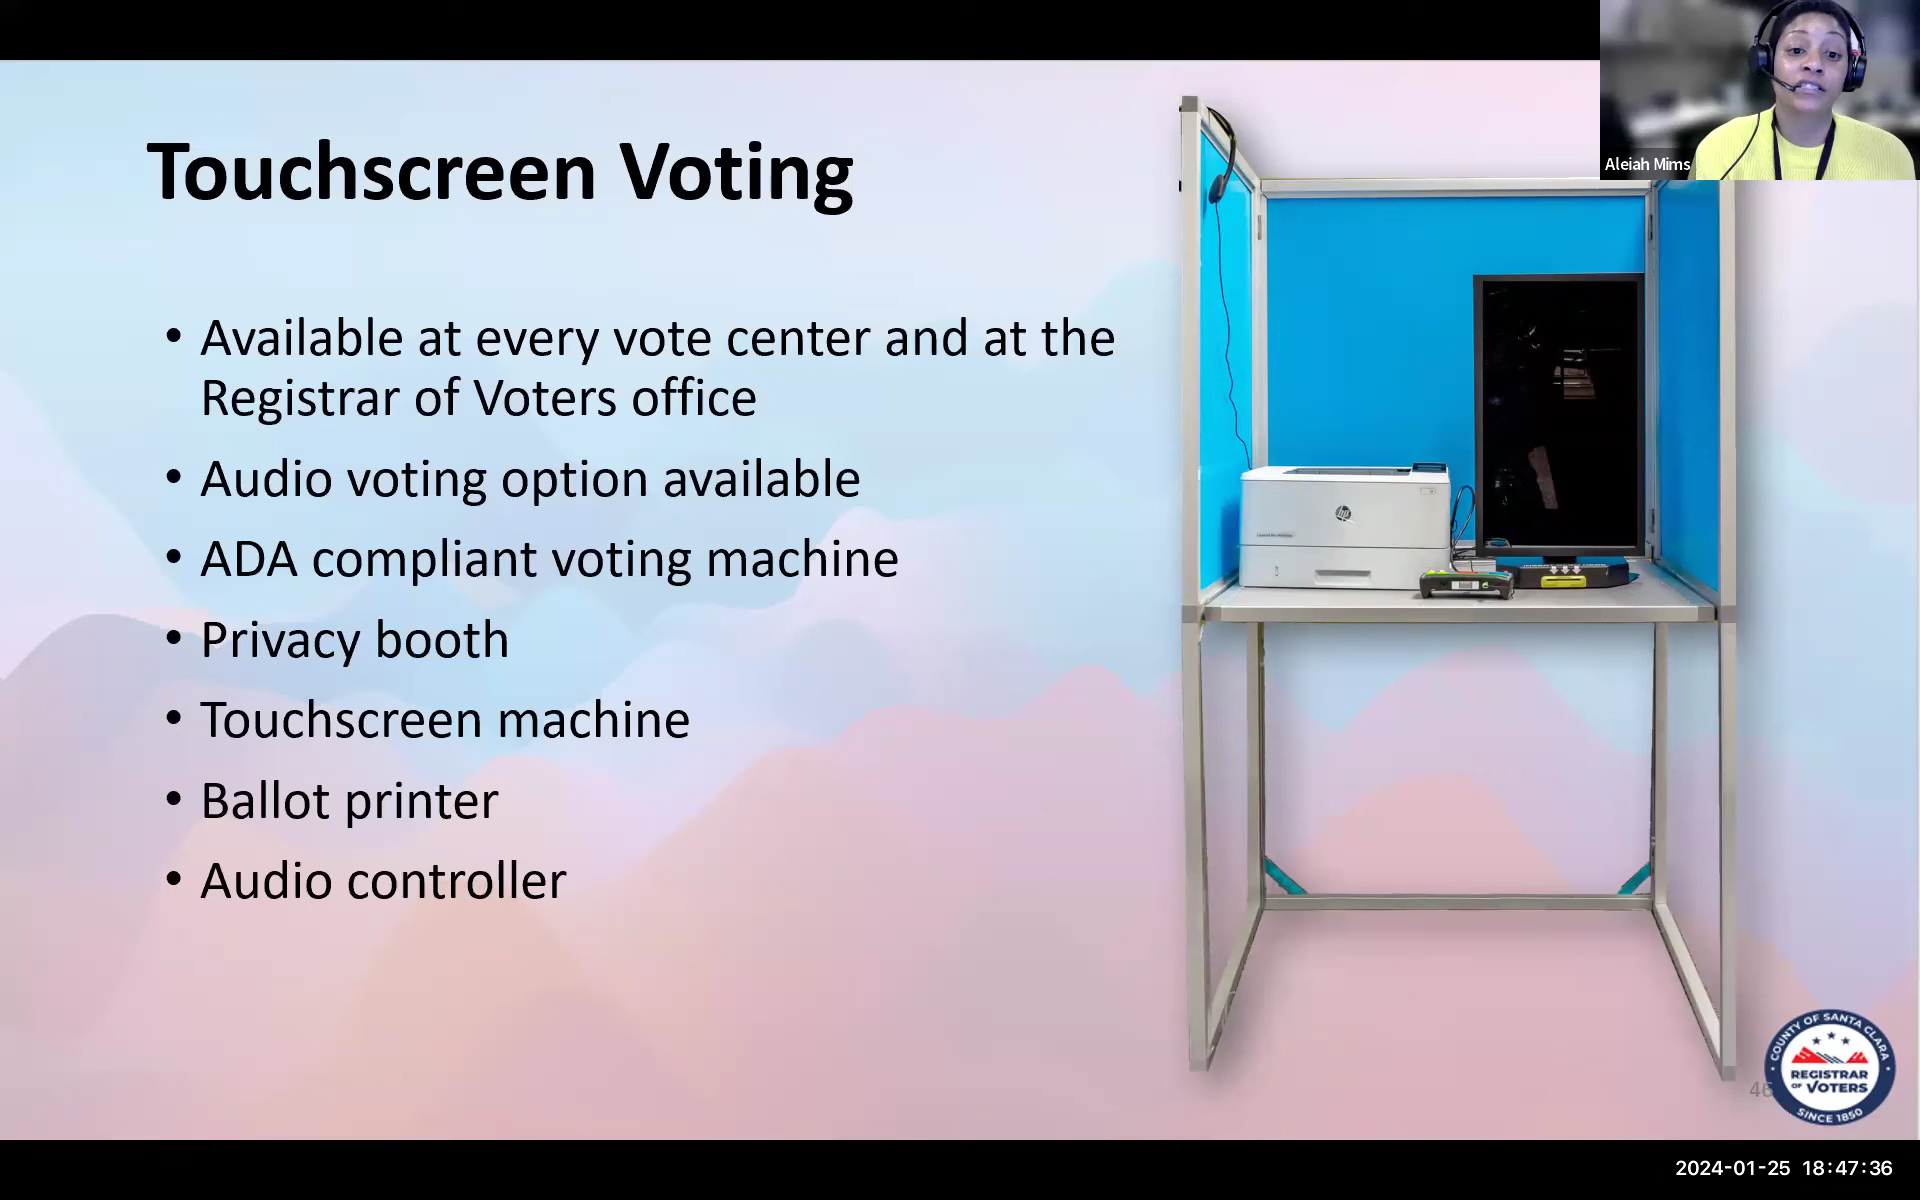 Aleiah Mims
Touchscreen Voting
• Available at every vote center and at the
Registrar of Voters office
• Audio voting option available
• ADA compliant voting machine
• Privacy booth
• Touchscreen machine
• Ballot printer
• Audio controller
hp
46
COUNTY OF SANTA CLARA
REGISTRAR
OF VOTERS
SINCE 1850
2024-01-25 18:47:36